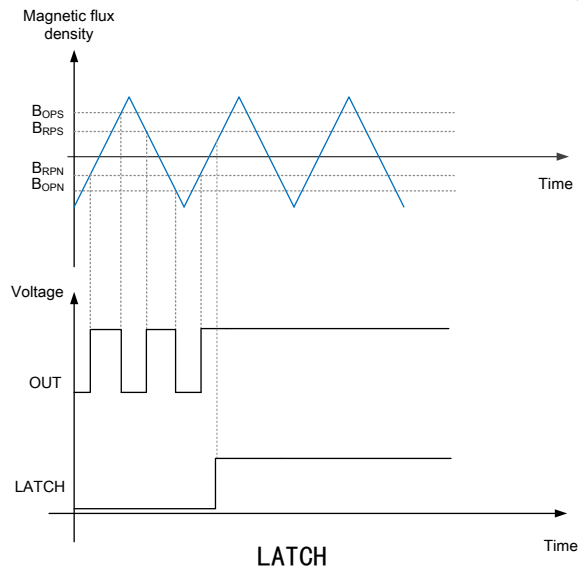 Magnetic flux
density
BOPS
BRPS
BRPN
BOPN
Time
Voltage
OUT
LATCH
Time
LATCH